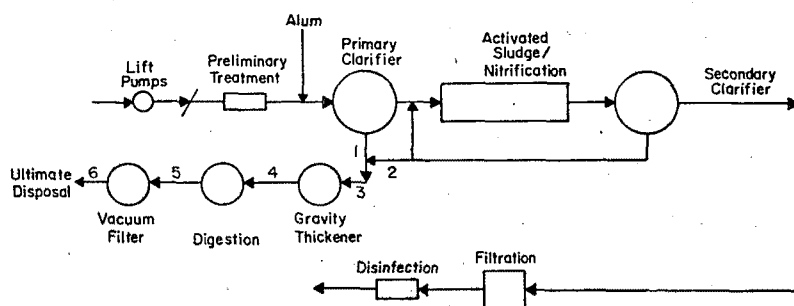 Alum
Lift
Pumps
Preliminary
Treatment
Primary
Clarifier
Activated
Sludge/
Nitrification
Secondary
Clarifier
1
2
3
4
5
6
Ultimate
Disposal
Vacuum
Filter
Digestion
Gravity
Thickener
Disinfection
Filtration